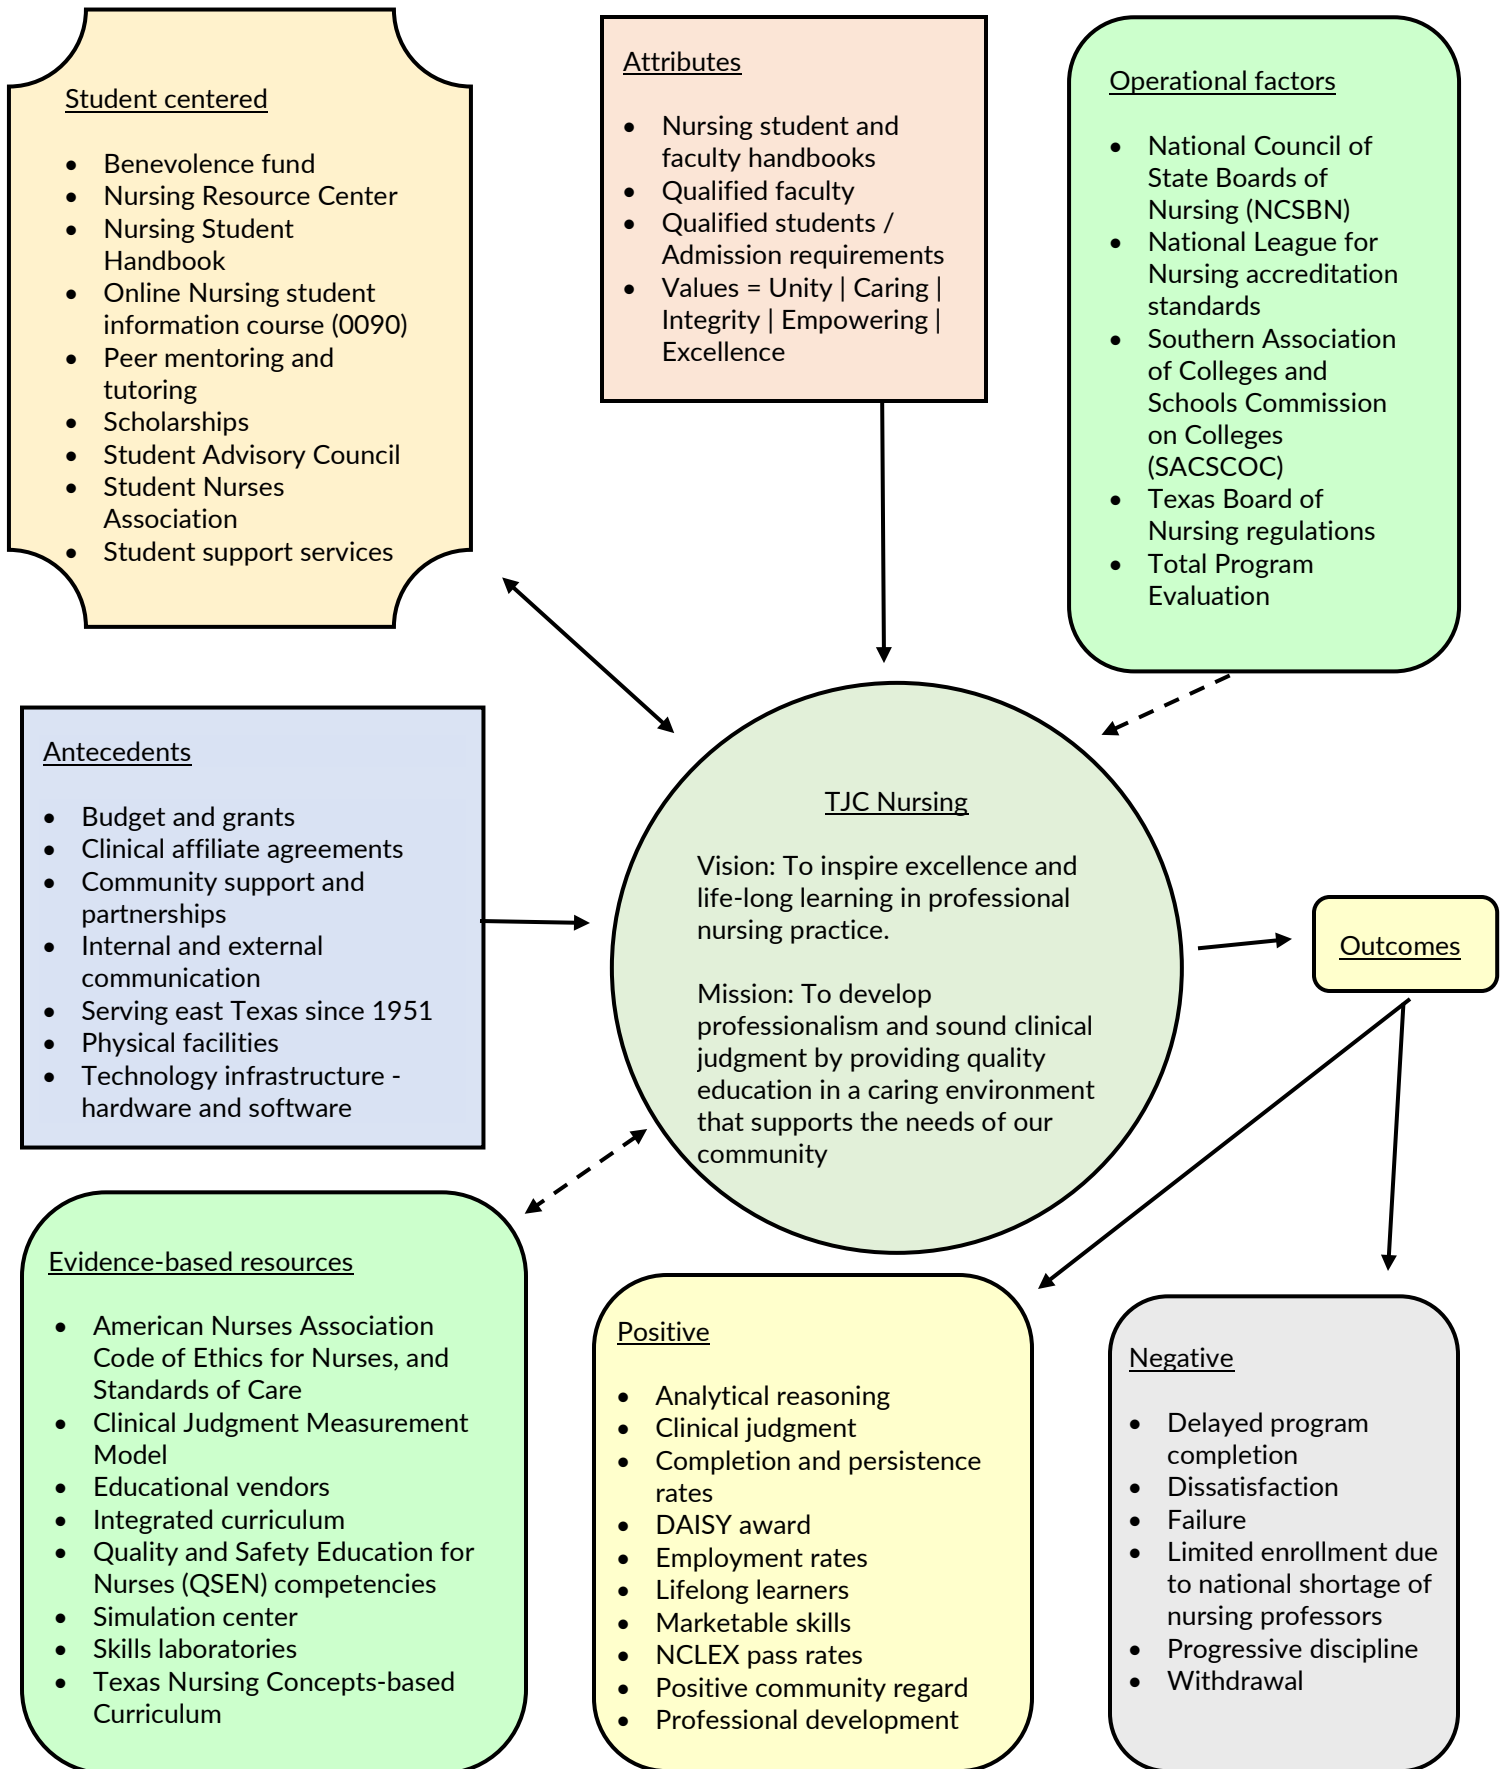 Student centered
• Benevolence fund
• Nursing Resource Center
• Nursing Student
Handbook
• Online Nursing student
information course (0090)
• Peer mentoring and
tutoring
• Scholarships
• Student Advisory Council
• Student Nurses
Association
• Student support services
Attributes
• Nursing student and
faculty handbooks
• Qualified faculty
• Qualified students /
Admission requirements
• Values = Unity | Caring |
Integrity | Empowering |
Excellence
Operational factors
• National Council of
State Boards of
Nursing (NCSBN)
• National League for
Nursing accreditation
standards
• Southern Association
of Colleges and
Schools Commission
on Colleges
(SACSCOC)
• Texas Board of
Nursing regulations
• Total Program
Evaluation
Antecedents
• Budget and grants
• Clinical affiliate agreements
• Community support and
partnerships
• Internal and external
communication
• Serving east Texas since 1951
• Physical facilities
• Technology infrastructure -
hardware and software
TJC Nursing
Vision: To inspire excellence and
life-long learning in professional
nursing practice.
Mission: To develop
professionalism and sound clinical
judgment by providing quality
education in a caring environment
that supports the needs of our
community
Outcomes
Evidence-based resources
• American Nurses Association
Code of Ethics for Nurses, and
Standards of Care
• Clinical Judgment Measurement
Model
• Educational vendors
• Integrated curriculum
• Quality and Safety Education for
Nurses (QSEN) competencies
• Simulation center
• Skills laboratories
• Texas Nursing Concepts-based
Curriculum
Positive
• Analytical reasoning
• Clinical judgment
• Completion and persistence
rates
• DAISY award
• Employment rates
• Lifelong learners
• Marketable skills
• NCLEX pass rates
• Positive community regard
• Professional development
Negative
• Delayed program
completion
• Dissatisfaction
• Failure
• Limited enrollment due
to national shortage of
nursing professors
• Progressive discipline
• Withdrawal